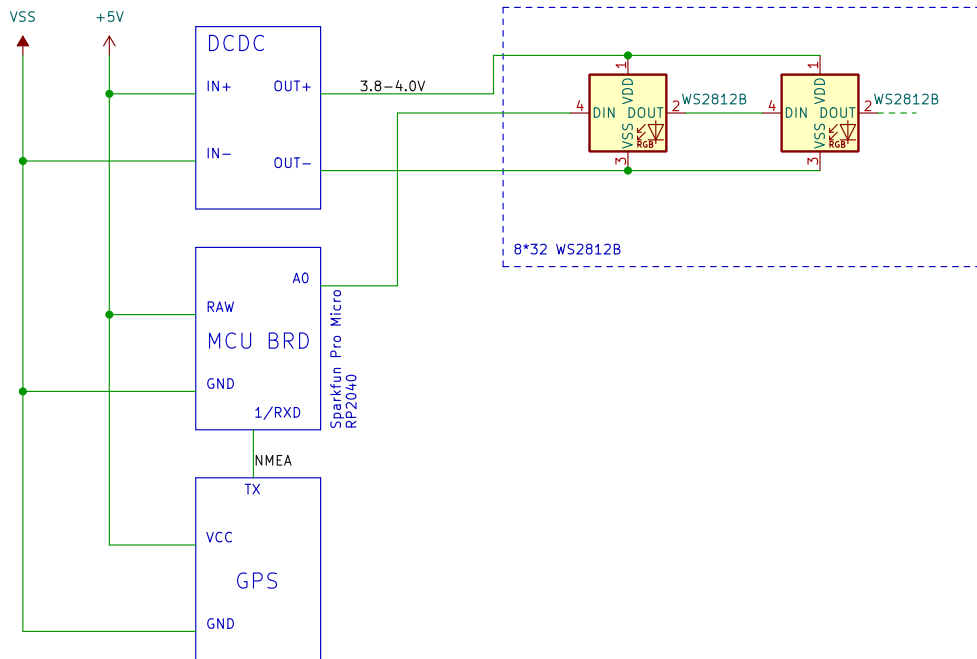 VSS
+5V
DCDC
IN+
OUT+
3.8-4.0V
IN-
OUT-
1
VDD
4
DIN
DOUT
2
WS2812B
VSS
RGB
3
1
VDD
4
DIN
DOUT
2
WS2812B
VSS
RGB
3
8*32 WS2812B
A0
RAW
MCU BRD
GND
1/RXD
Sparkfun Pro Micro
RP2040
NMEA
TX
VCC
GPS
GND